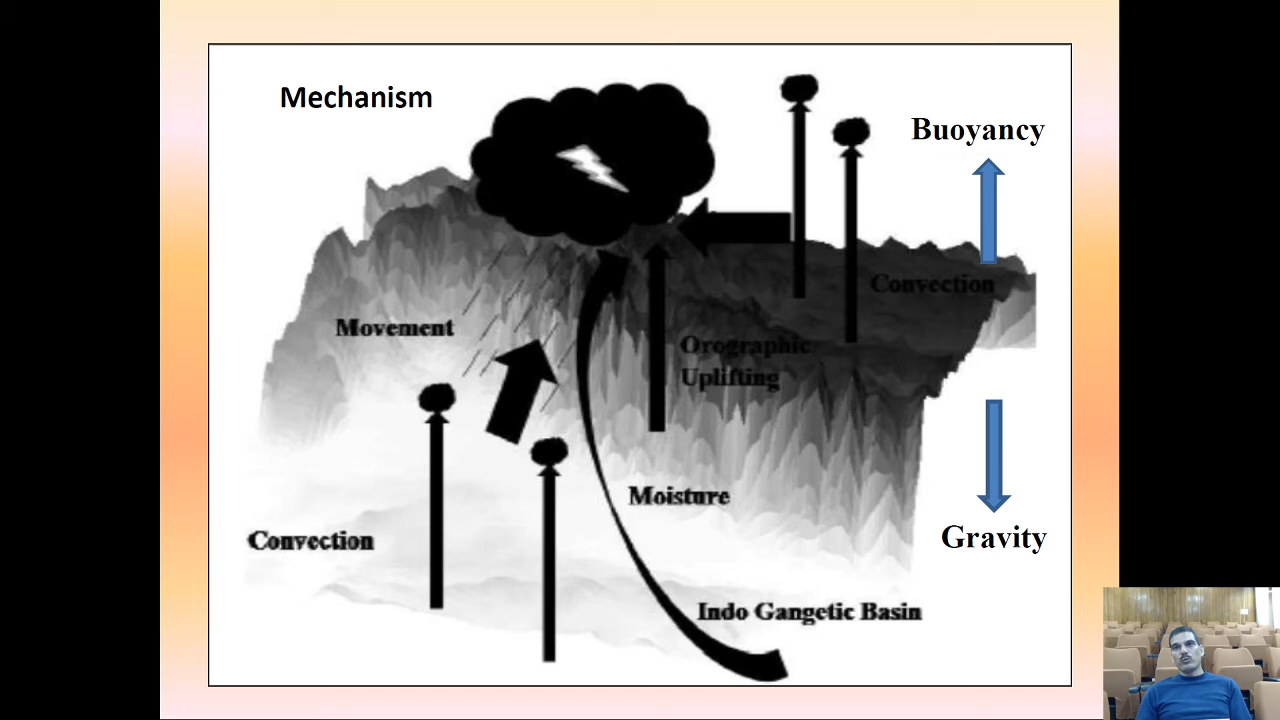 Mechanism
Buoyancy
Convection
Movement
Orographic
Uplifting
Moisture
Convection
Gravity
Indo Gangetic Basin